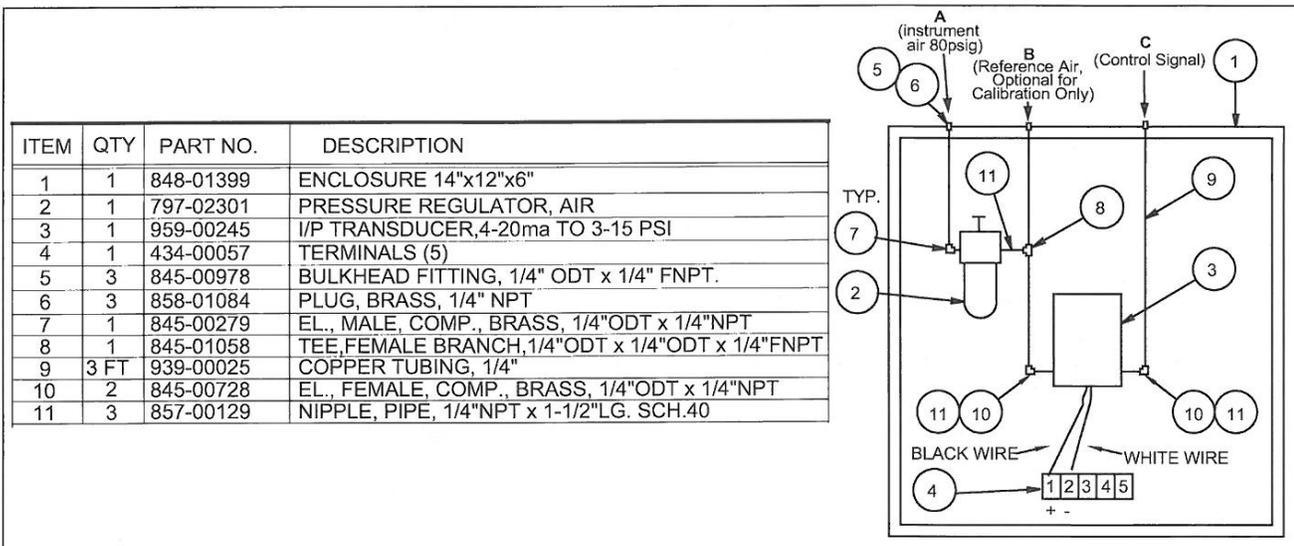 ITEM QTY PART NO. DESCRIPTION
1 1 848-01399 ENCLOSURE 14"x12"x6"
2 1 797-02301 PRESSURE REGULATOR, AIR
3 1 959-00245 I/P TRANSDUCER,4-20ma TO 3-15 PSI
4 1 434-00057 TERMINALS (5)
5 3 845-00978 BULKHEAD FITTING, 1/4" ODT x 1/4" FNPT.
6 3 858-01084 PLUG, BRASS, 1/4" NPT
7 1 845-00279 EL., MALE, COMP., BRASS, 1/4"ODT x 1/4"NPT
8 1 845-01058 TEE,FEMALE BRANCH,1/4"ODT x 1/4"ODT x 1/4"FNPT
9 3 FT 939-00025 COPPER TUBING, 1/4"
10 2 845-00728 EL., FEMALE, COMP., BRASS, 1/4"ODT x 1/4"NPT
11 3 857-00129 NIPPLE, PIPE, 1/4"NPT x 1-1/2"LG. SCH.40
A
(instrument
air 80psig)
B
(Reference Air,
Optional for
Calibration Only)
C
(Control Signal)
1
5
6
11
9
TYP.
7
8
2
3
11 10
10 11
BLACK WIRE
WHITE WIRE
4
1 2 3 4 5
+ -